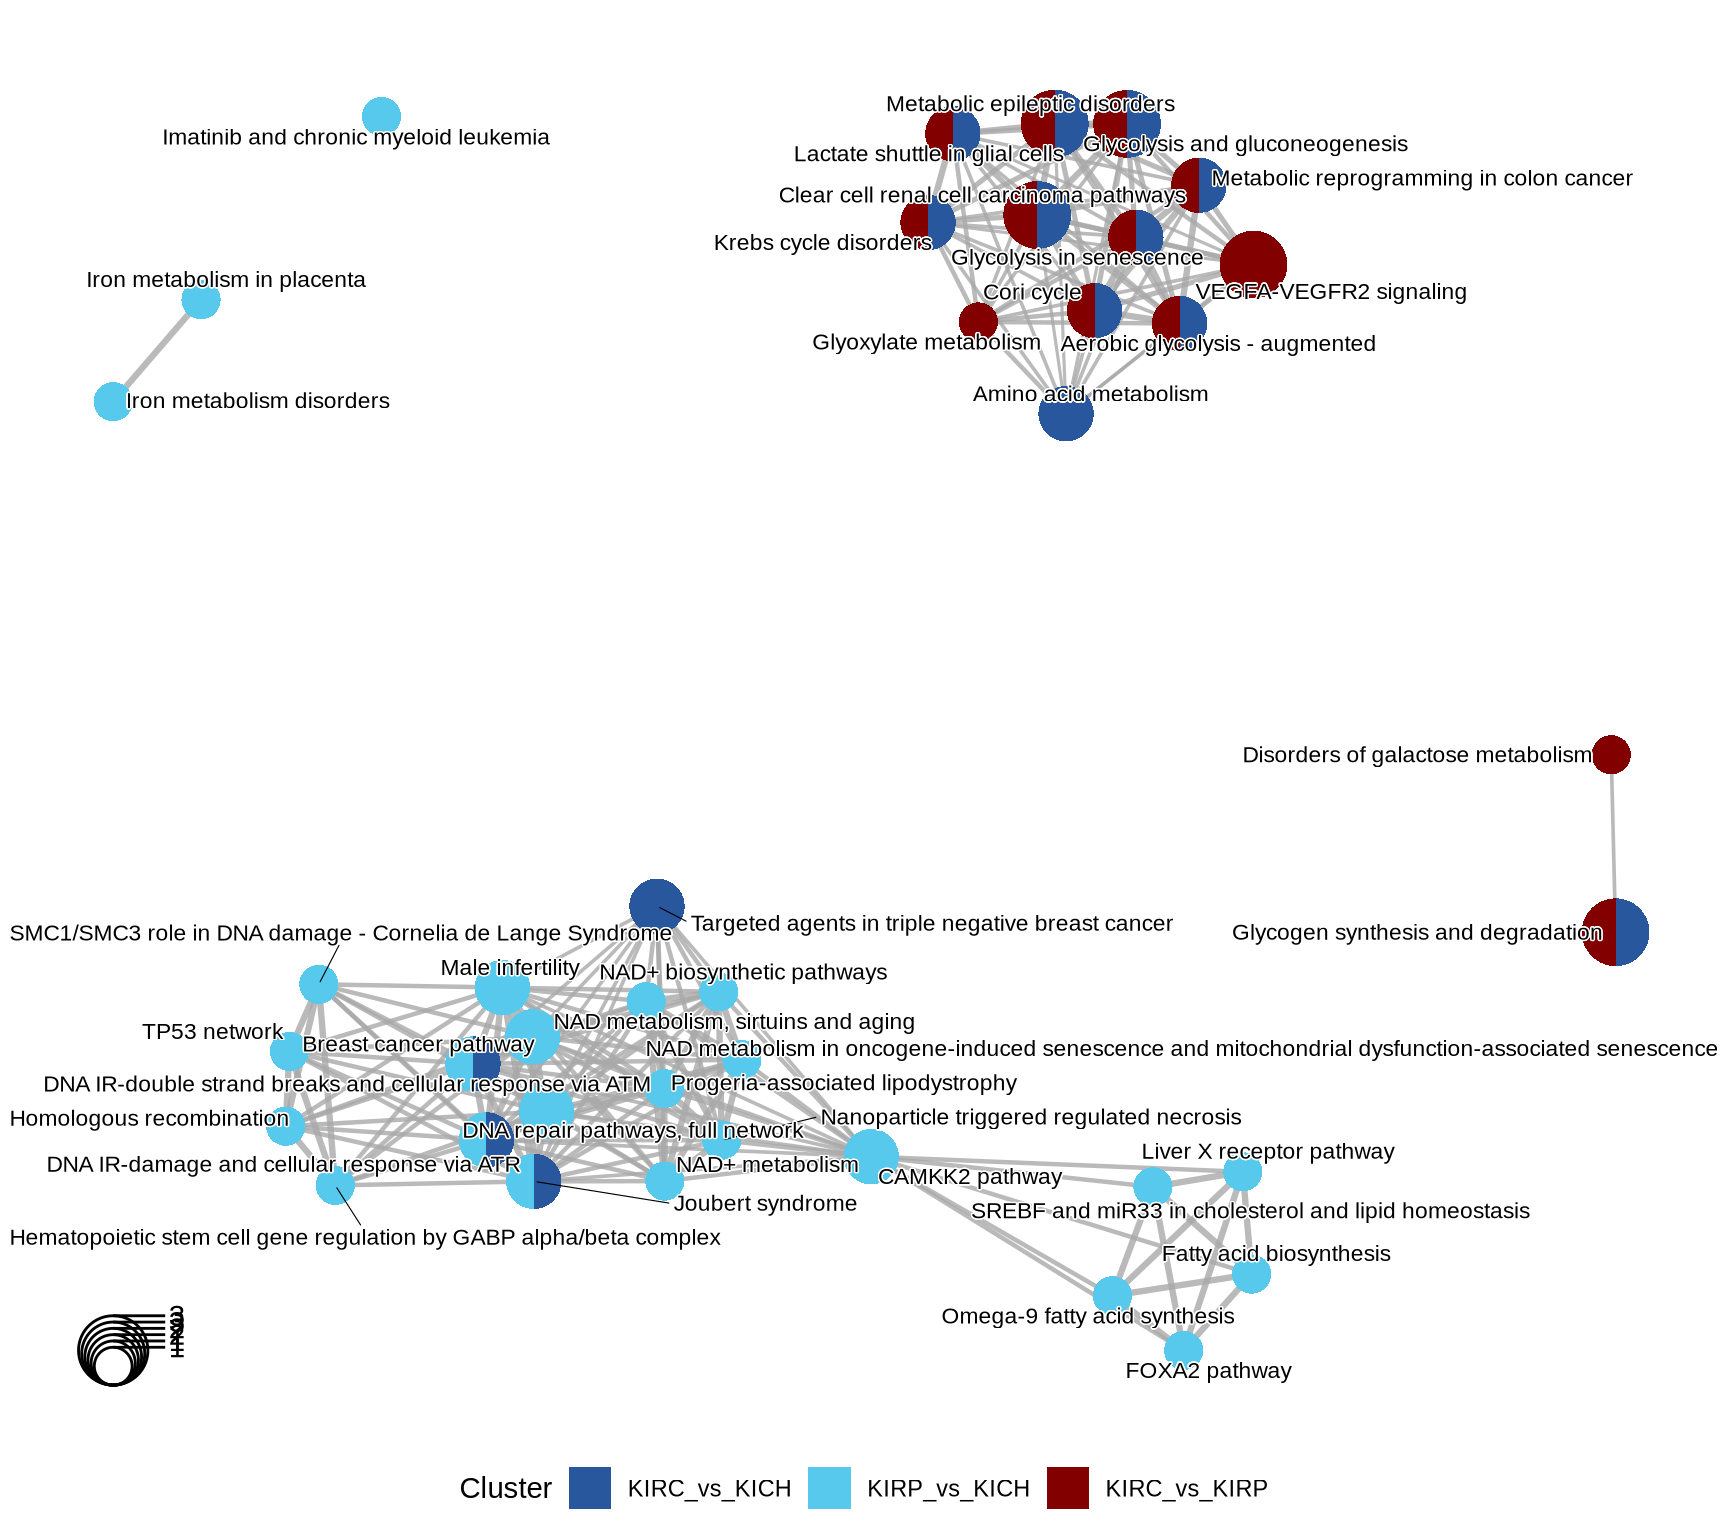 Metabolic epileptic disorders
Imatinib and chronic myeloid leukemia
Glycolysis and gluconeogenesis
Lactate shuttle in glial cells
Metabolic reprogramming in colon cancer
Clear cell renal cell carcinoma pathways
Krebs cycle disorders
Glycolysis in senescence
Iron metabolism in placenta
Cori cycle
VEGFA-VEGFR2 signaling
Glyoxylate metabolism
Aerobic glycolysis - augmented
Amino acid metabolism
Iron metabolism disorders
Disorders of galactose metabolism
Targeted agents in triple negative breast cancer
SMC1/SMC3 role in DNA damage - Cornelia de Lange Syndrome
Glycogen synthesis and degradation
Male infertility
NAD+ biosynthetic pathways
NAD metabolism, sirtuins and aging
TP53 network
Breast cancer pathway
NAD metabolism in oncogene-induced senescence and mitochondrial dysfunction-associated senescence
DNA IR-double strand breaks and cellular response via ATM
Progeria-associated lipodystrophy
Homologous recombination
Nanoparticle triggered regulated necrosis
DNA repair pathways, full network
Liver X receptor pathway
DNA IR-damage and cellular response via ATR
NAD+ metabolism
CAMKK2 pathway
Joubert syndrome
SREBF and miR33 in cholesterol and lipid homeostasis
Hematopoietic stem cell gene regulation by GABP alpha/beta complex
Fatty acid biosynthesis
Omega-9 fatty acid synthesis
FOXA2 pathway
Cluster
KIRC_vs_KICH
KIRP_vs_KICH
KIRC_vs_KIRP